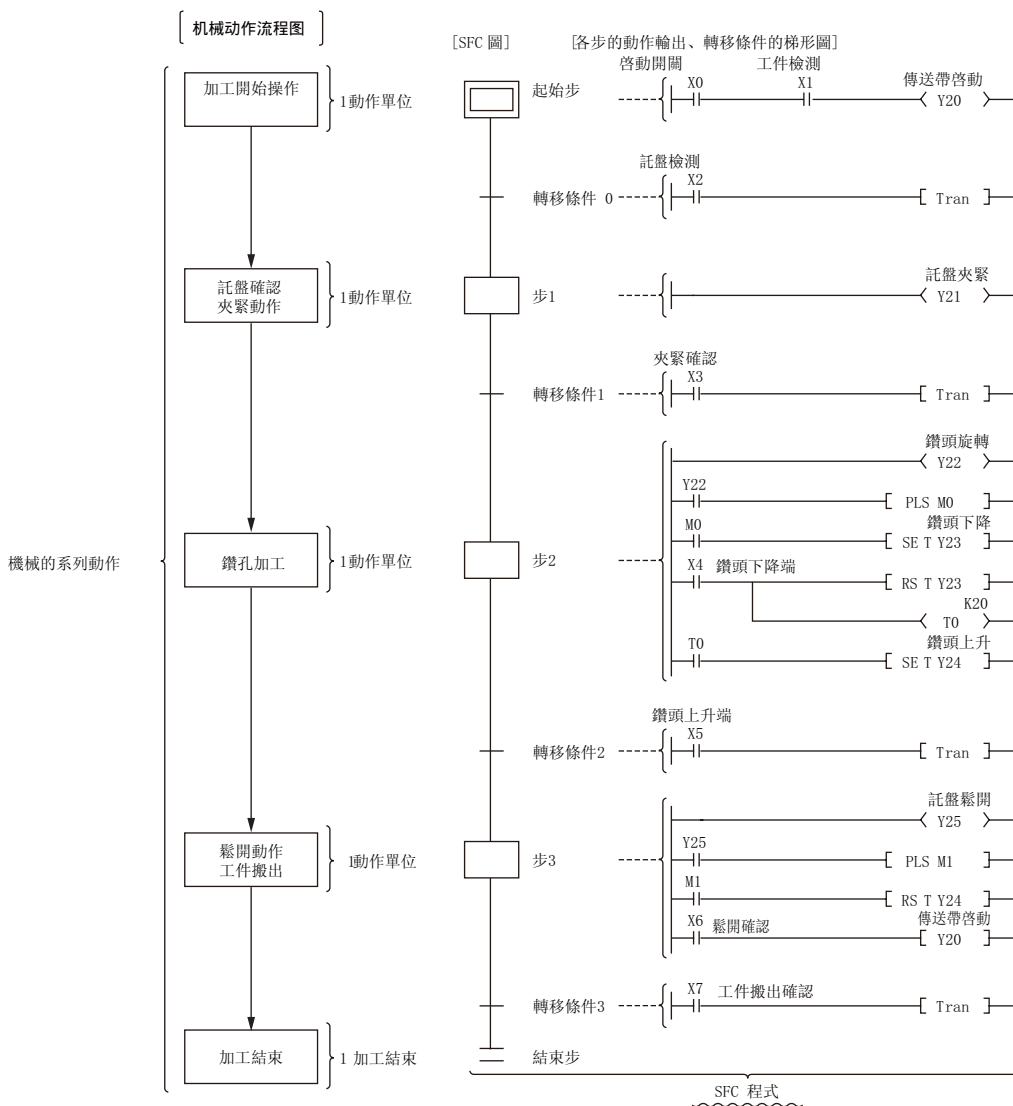 机械动作流程图
[SFC 圖]
[各步的動作輸出、轉移條件的梯形圖]
加工開始操作
1動作單位
起始步
啓動開關
X0
工件檢測
X1
傳送帶啓動
Y20
轉移條件 0
託盤檢測
X2
Tran
託盤確認
夾緊動作
1動作單位
步1
託盤夾緊
Y21
轉移條件1
夾緊確認
X3
Tran
機械的系列動作
鑽孔加工
1動作單位
步2
鑽頭旋轉
Y22
Y22
PLS M0
M0
鑽頭下降
SE T Y23
X4
鑽頭下降端
RS T Y23
K20
T0
T0
鑽頭上升
SE T Y24
轉移條件2
鑽頭上升端
X5
Tran
鬆開動作
工件搬出
1動作單位
步3
託盤鬆開
Y25
Y25
PLS M1
M1
RS T Y24
X6
鬆開確認
傳送帶啓動
Y20
轉移條件3
X7
工件搬出確認
Tran
加工結束
1 加工結束
結束步
SFC 程式